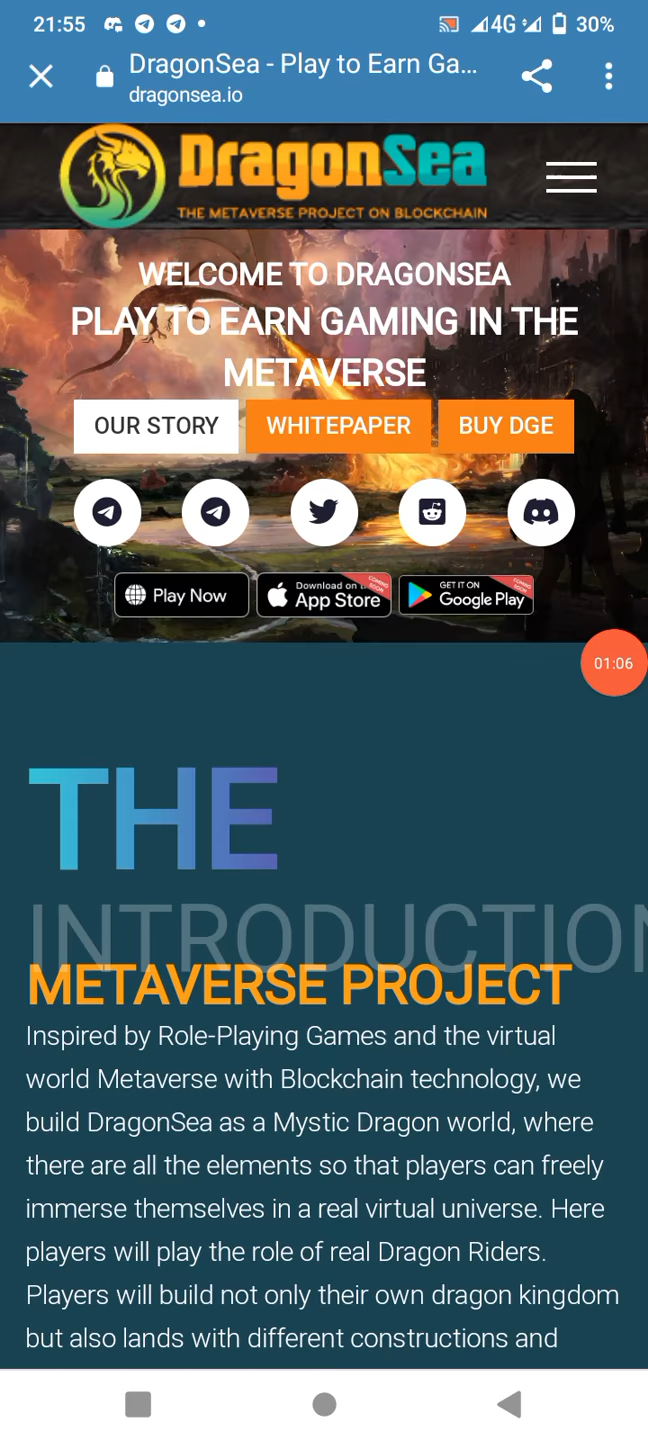 21:55
4G
30%
DragonSea - Play to Earn Ga...
dragonsea.io
DragonSea
THE METAVERSE PROJECT ON BLOCKCHAIN
WELCOME TO DRAGONSEA
PLAY TO EARN GAMING IN THE
METAVERSE
OUR STORY
WHITEPAPER
BUY DGE
Play Now
Download on t
App Store
COMING SOON
GET IT ON
Google Play
COMING SOON
01:06
THE
INTRODUCTION
METAVERSE PROJECT
Inspired by Role-Playing Games and the virtual
world Metaverse with Blockchain technology, we
build DragonSea as a Mystic Dragon world, where
there are all the elements so that players can freely
immerse themselves in a real virtual universe. Here
players will play the role of real Dragon Riders.
Players will build not only their own dragon kingdom
but also lands with different constructions and